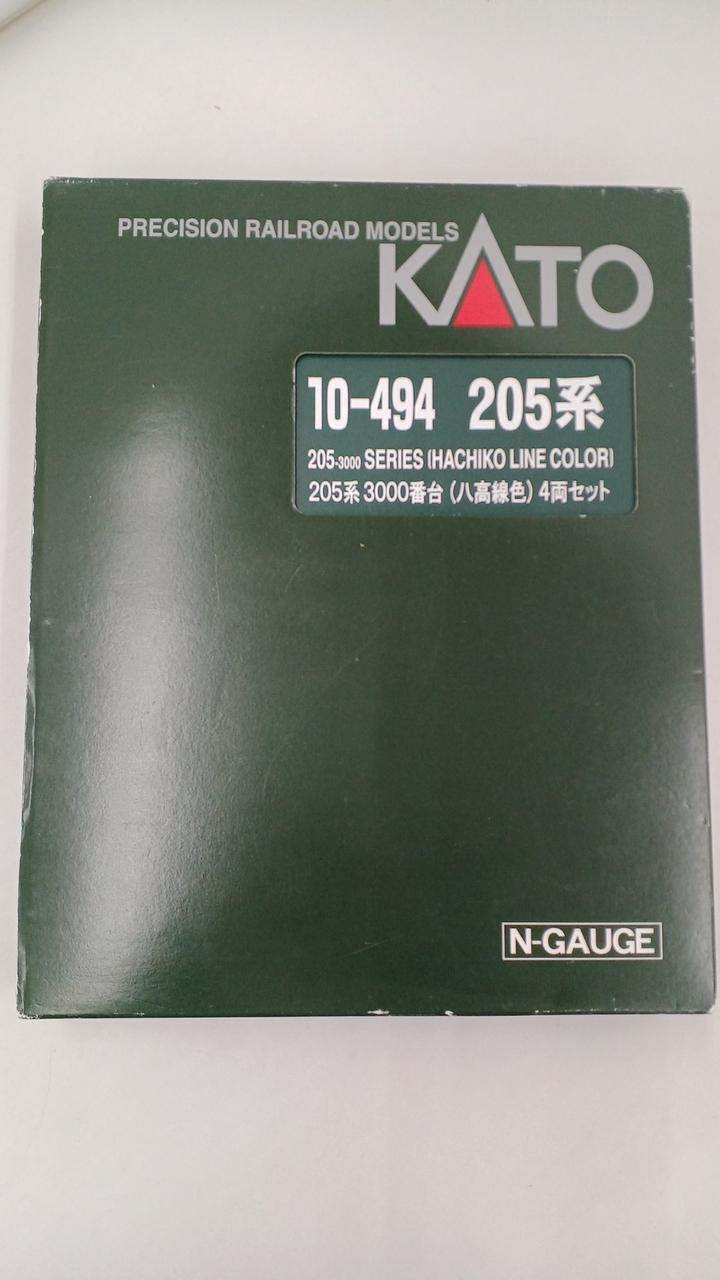 PRECISION RAILROAD MODELS
KATO
10-494 205系
205-3000 SERIES (HACHIKO LINE COLOR)
205系3000番台（八高線色）4両セット
N-GAUGE